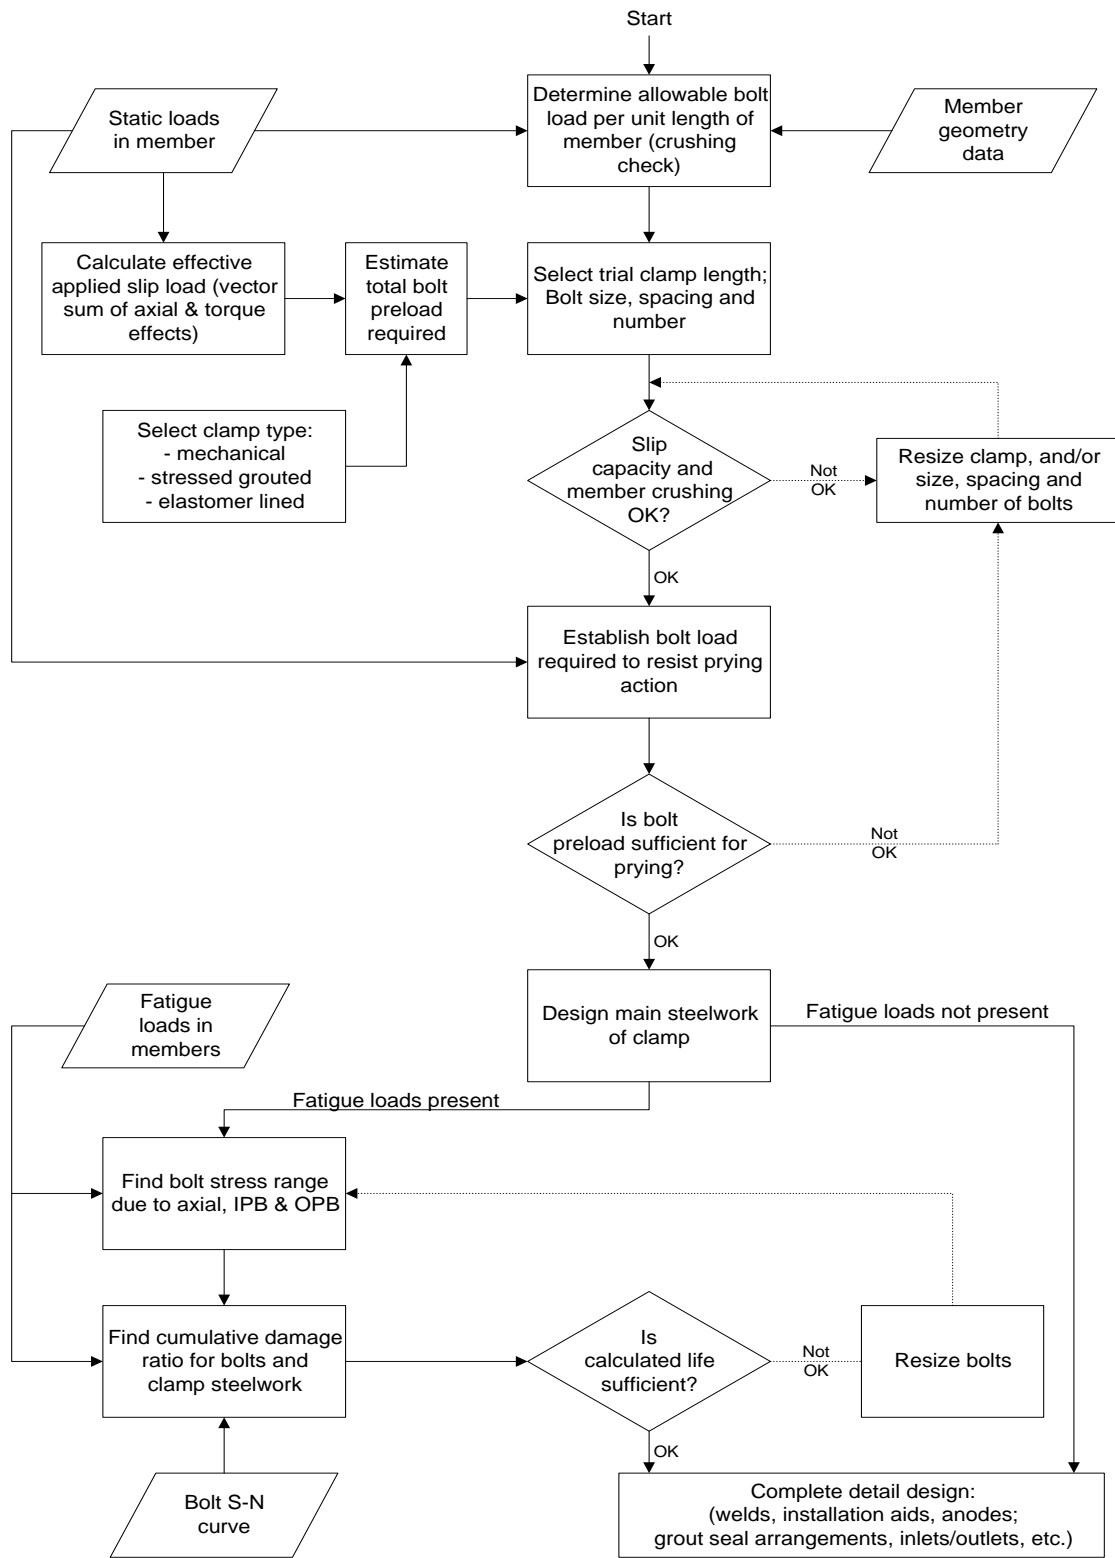 Start
Static loads
in member
Determine allowable bolt
load per unit length of
member (crushing
check)
Member
geometry
data
Calculate effective
applied slip load (vector
sum of axial & torque
effects)
Estimate
total bolt
preload
required
Select trial clamp length;
Bolt size, spacing and
number
Select clamp type:
- mechanical
- stressed grouted
- elastomer lined
Slip
capacity and
member crushing
OK?
Not
OK
Resize clamp, and/or
size, spacing and
number of bolts
OK
Establish bolt load
required to resist prying
action
Is bolt
preload sufficient for
prying?
Not
OK
OK
Fatigue
loads in
members
Design main steelwork
of clamp
Fatigue loads not present
Fatigue loads present
Find bolt stress range
due to axial, IPB & OPB
Find cumulative damage
ratio for bolts and
clamp steelwork
Is
calculated life
sufficient?
Not
OK
Resize bolts
OK
Bolt S-N
curve
Complete detail design:
(welds, installation aids, anodes;
grout seal arrangements, inlets/outlets, etc.)